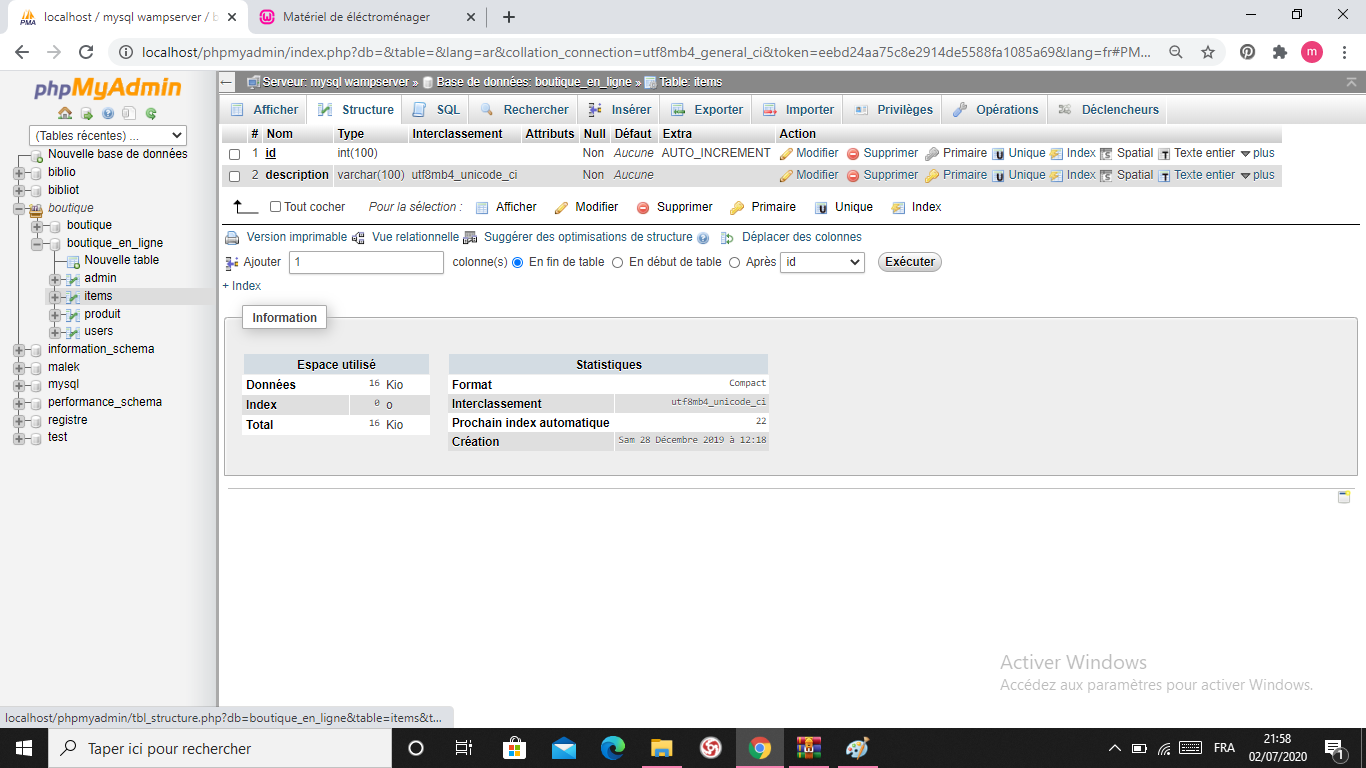 localhost / mysql wampserver / b
Matériel de éléctroménager
localhost/phpmyadmin/index.php?db=&table=&lang=ar&collation_connection=utf8mb4_general_ci&token=eebd24aa75c8e2914de5588fa1085a69&lang=fr#PM...
m
phpMyAdmin
(Tables récentes) ...
Nouvelle base de données
biblio
bibliot
boutique
boutique
boutique_en_ligne
Nouvelle table
admin
items
produit
users
information_schema
malek
mysql
performance_schema
registre
test
Serveur: mysql wampserver » Base de données: boutique_en_ligne » Table: items
Afficher Structure SQL Rechercher Insérer Exporter Importer Privilèges Opérations Déclencheurs
# Nom Type Interclassement Attributs Null Défaut Extra Action
1 id int(100) Non Aucune AUTO_INCREMENT Modifier Supprimer Primaire Unique Index Spatial Texte entier plus
2 description varchar(100) utf8mb4_unicode_ci Non Aucune Modifier Supprimer Primaire Unique Index Spatial Texte entier plus
Tout cocher Pour la sélection : Afficher Modifier Supprimer Primaire Unique Index
Version imprimable Vue relationnelle Suggérer des optimisations de structure Déplacer des colonnes
Ajouter 1 colonne(s) En fin de table En début de table Après id Exécuter
+ Index
Information
Espace utilisé
Données 16 Kio
Index 0 o
Total 16 Kio
Statistiques
Format Compact
Interclassement utf8mb4_unicode_ci
Prochain index automatique 22
Création Sam 28 Décembre 2019 à 12:18
Activer Windows
Accédez aux paramètres pour activer Windows.
localhost/phpmyadmin/tbl_structure.php?db=boutique_en_ligne&table=items&t...
Taper ici pour rechercher
FRA
21:58
02/07/2020
1